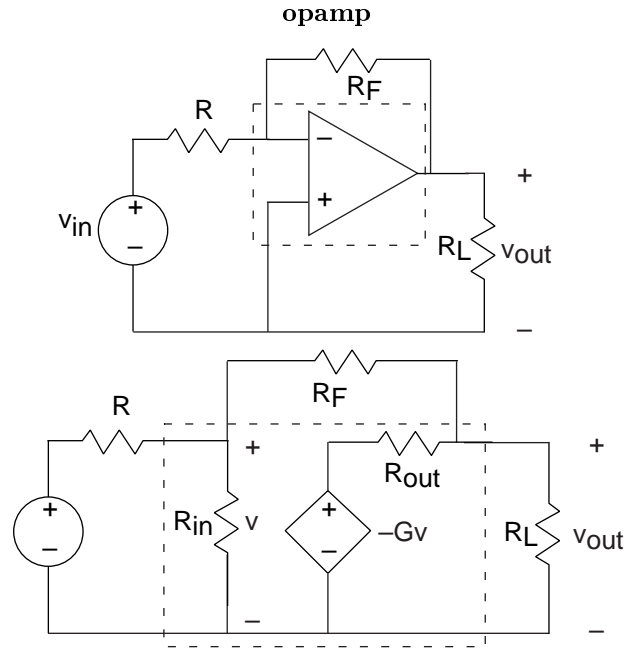 opamp
R_F
R
−
+
v_in
+
−
+
R_L
v_out
−
R_F
R
+
R_out
+
+
−
R_in
v
+
−
−Gv
R_L
v_out
−
−